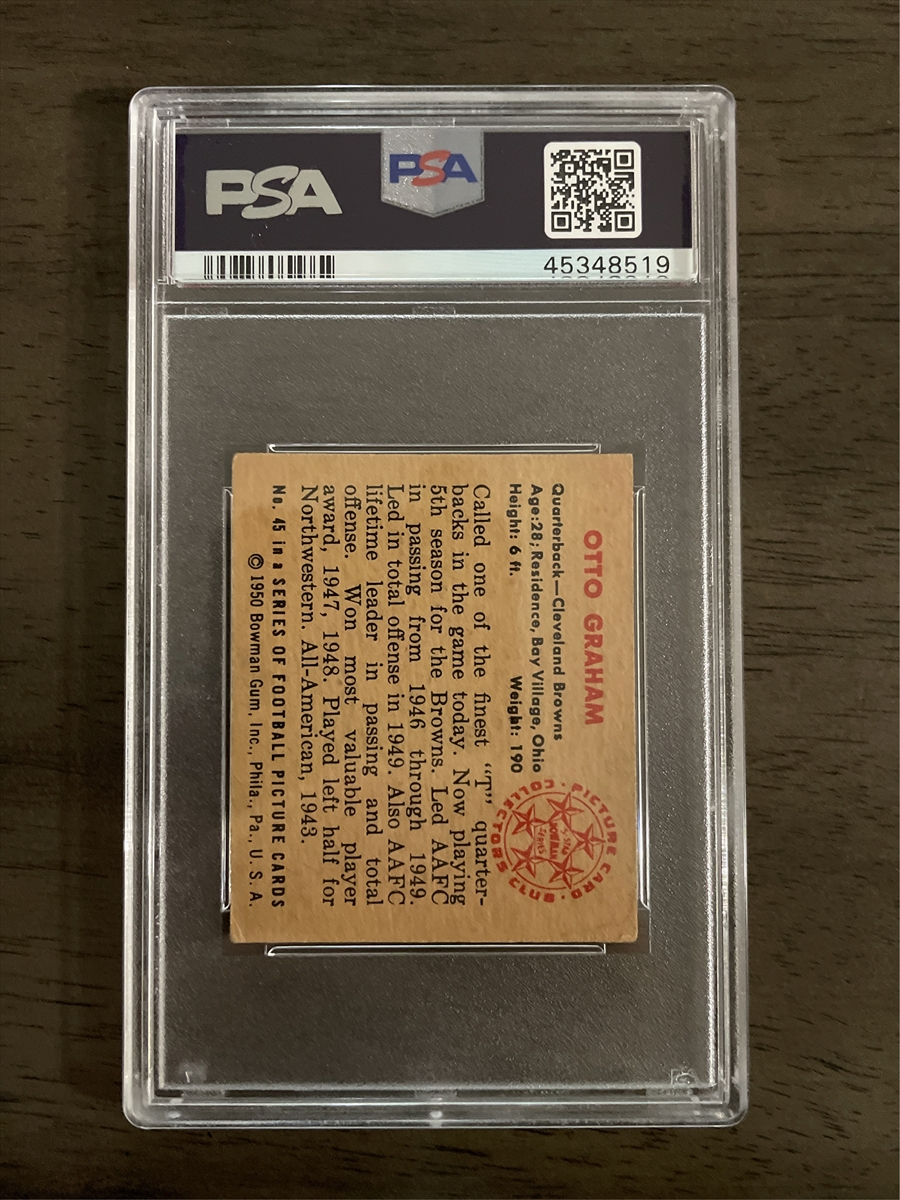 PSA
PSA
45348519
OTTO GRAHAM
Quarterback—Cleveland Browns
Age: 28; Residence, Bay Village, Ohio
Height: 6 ft. Weight: 190
Called one of the finest “T” quarter-
backs in the game today. Now playing
5th season for the Browns. Led AAFC
in passing from 1946 through 1949.
Led in total offense in 1949. Also AAFC
lifetime leader in passing and total
offense. Won most valuable player
award, 1947, 1948. Played left half for
Northwestern. All-American, 1943.
No. 45 in a SERIES OF FOOTBALL PICTURE CARDS
© 1950 Bowman Gum, Inc., Phila., Pa., U. S. A.
PICTURE CARD
COLLECTORS CLUB
5-STAR
BOWMAN